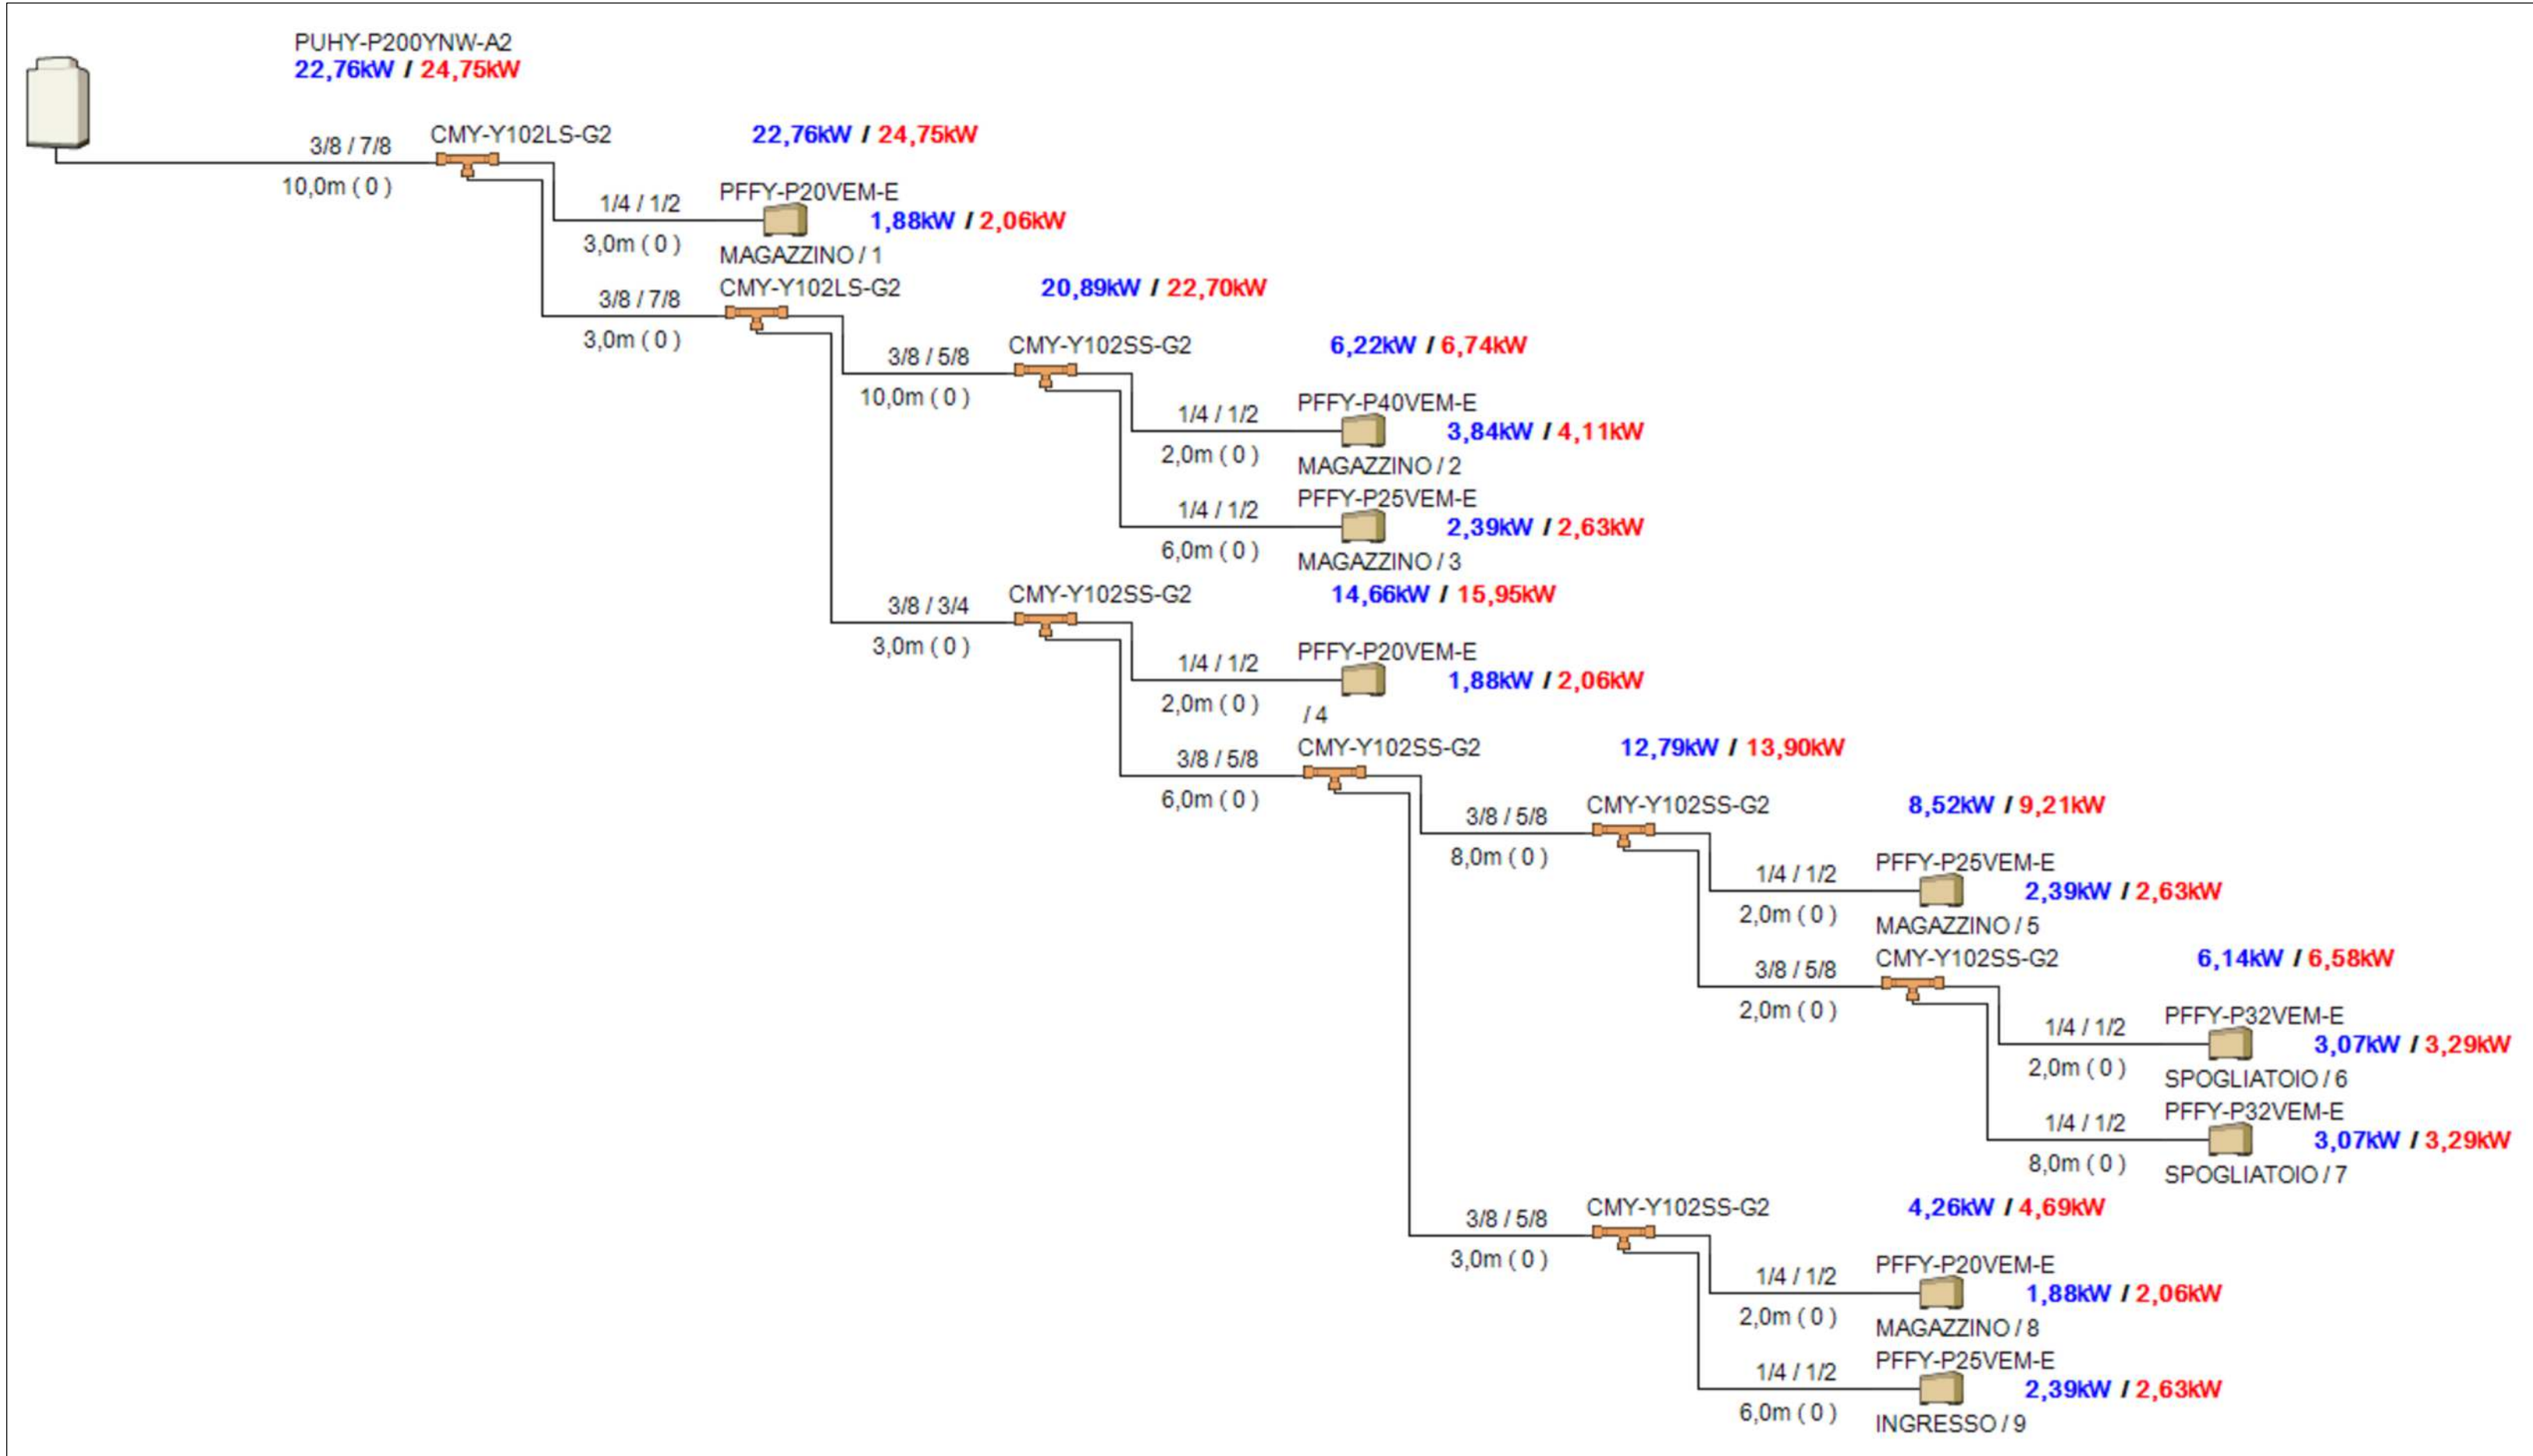 PUHY-P200YNW-A2
22,76kW / 24,75kW
3/8 / 7/8
10,0m ( 0 )
CMY-Y102LS-G2
22,76kW / 24,75kW
1/4 / 1/2
3,0m ( 0 )
PFFY-P20VEM-E
1,88kW / 2,06kW
MAGAZZINO / 1
3/8 / 7/8
3,0m ( 0 )
CMY-Y102LS-G2
20,89kW / 22,70kW
3/8 / 5/8
10,0m ( 0 )
CMY-Y102SS-G2
6,22kW / 6,74kW
1/4 / 1/2
2,0m ( 0 )
PFFY-P40VEM-E
3,84kW / 4,11kW
MAGAZZINO / 2
1/4 / 1/2
6,0m ( 0 )
PFFY-P25VEM-E
2,39kW / 2,63kW
MAGAZZINO / 3
3/8 / 3/4
3,0m ( 0 )
CMY-Y102SS-G2
14,66kW / 15,95kW
1/4 / 1/2
2,0m ( 0 )
PFFY-P20VEM-E
1,88kW / 2,06kW
/ 4
3/8 / 5/8
6,0m ( 0 )
CMY-Y102SS-G2
12,79kW / 13,90kW
3/8 / 5/8
8,0m ( 0 )
CMY-Y102SS-G2
8,52kW / 9,21kW
1/4 / 1/2
2,0m ( 0 )
PFFY-P25VEM-E
2,39kW / 2,63kW
MAGAZZINO / 5
3/8 / 5/8
2,0m ( 0 )
CMY-Y102SS-G2
6,14kW / 6,58kW
1/4 / 1/2
2,0m ( 0 )
PFFY-P32VEM-E
3,07kW / 3,29kW
SPOGLIATOIO / 6
1/4 / 1/2
8,0m ( 0 )
PFFY-P32VEM-E
3,07kW / 3,29kW
SPOGLIATOIO / 7
3/8 / 5/8
3,0m ( 0 )
CMY-Y102SS-G2
4,26kW / 4,69kW
1/4 / 1/2
2,0m ( 0 )
PFFY-P20VEM-E
1,88kW / 2,06kW
MAGAZZINO / 8
1/4 / 1/2
6,0m ( 0 )
PFFY-P25VEM-E
2,39kW / 2,63kW
INGRESSO / 9